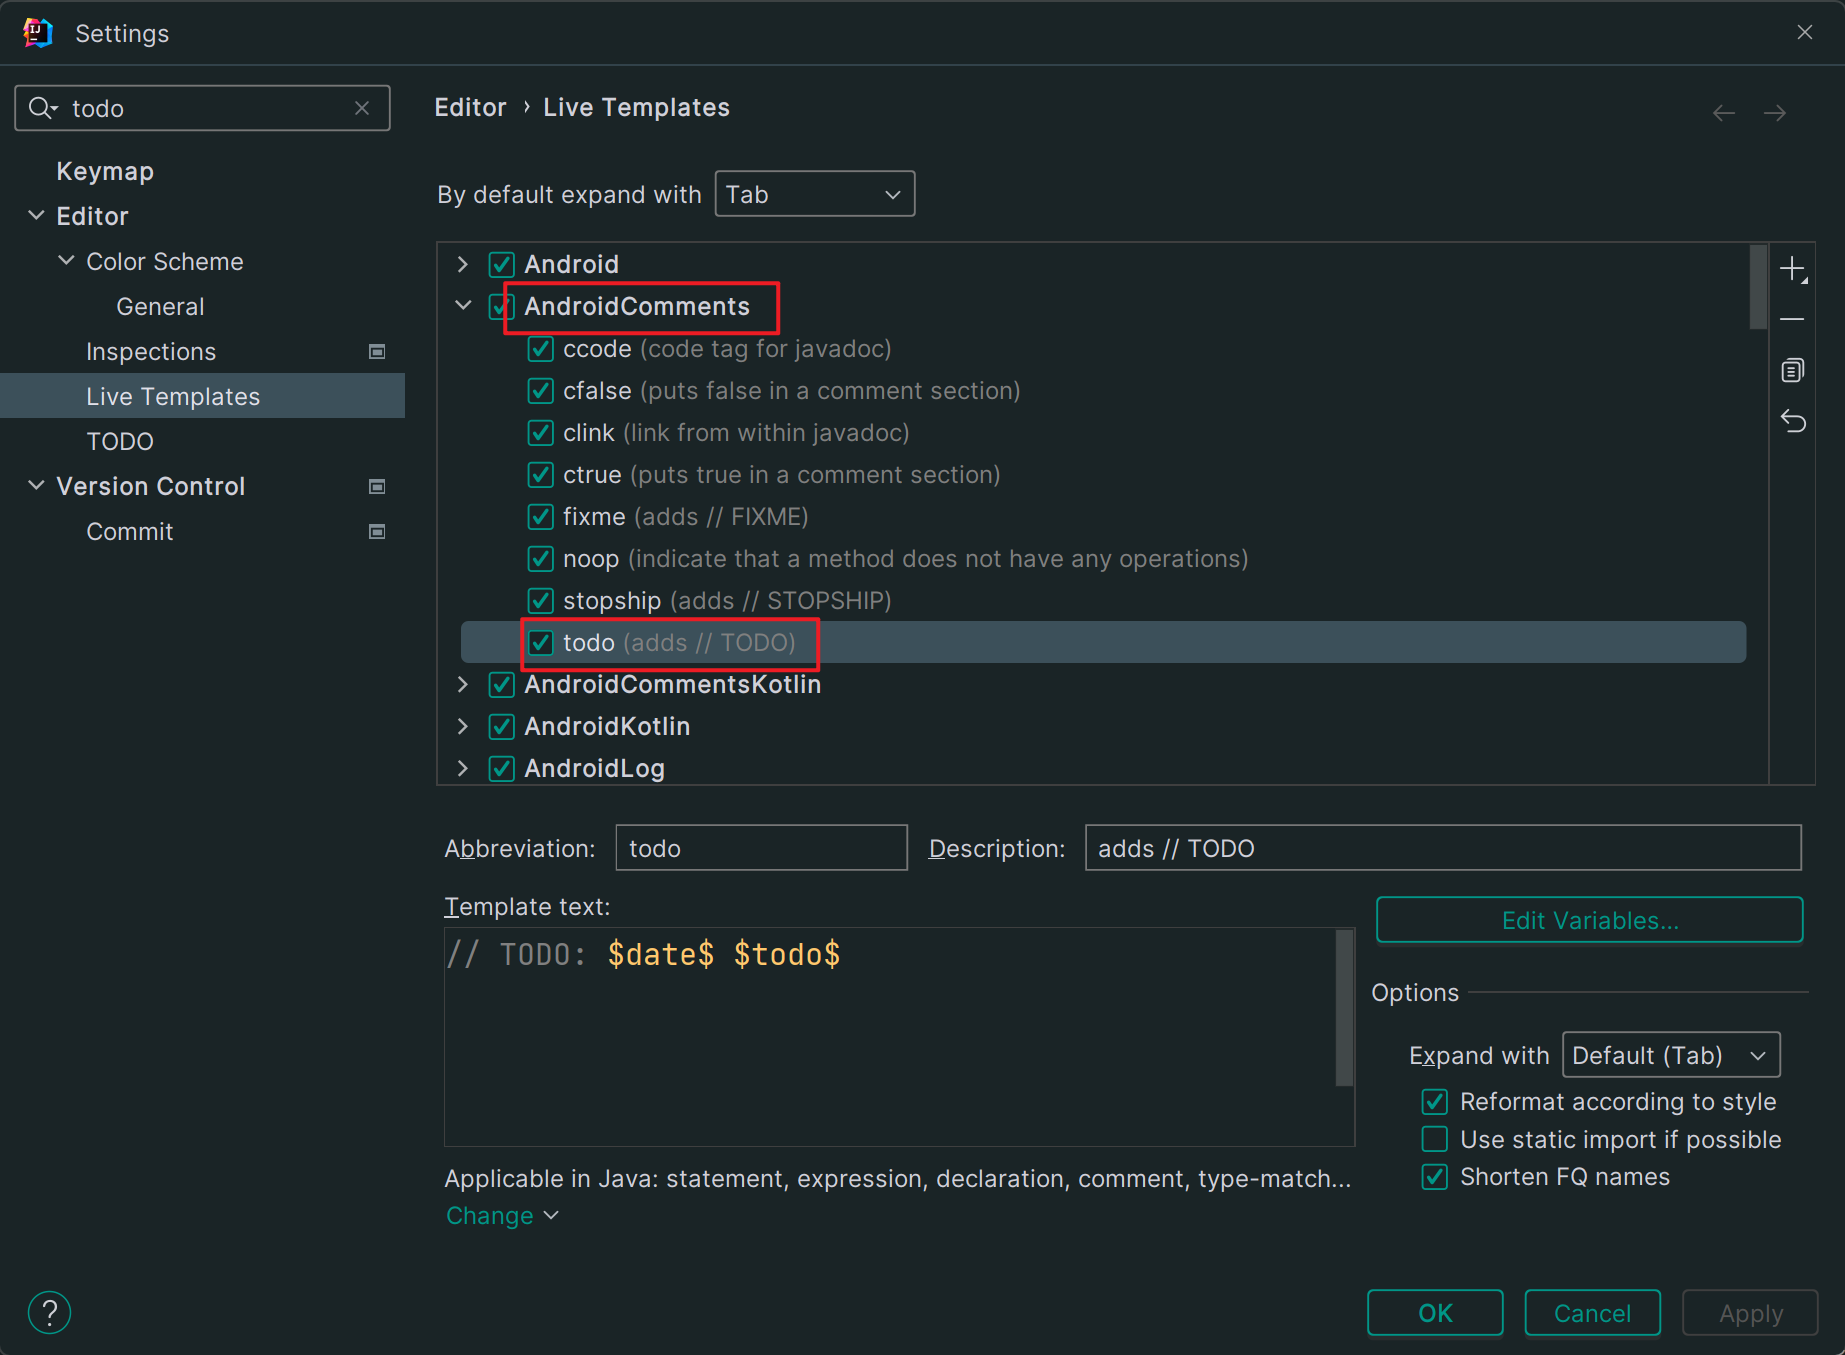 IJ
Settings
todo
Keymap
Editor
Color Scheme
General
Inspections
Live Templates
TODO
Version Control
Commit
Editor › Live Templates
By default expand with Tab
Android
AndroidComments
ccode (code tag for javadoc)
cfalse (puts false in a comment section)
clink (link from within javadoc)
ctrue (puts true in a comment section)
fixme (adds // FIXME)
noop (indicate that a method does not have any operations)
stopship (adds // STOPSHIP)
todo (adds // TODO)
AndroidCommentsKotlin
AndroidKotlin
AndroidLog
Abbreviation: todo Description: adds // TODO
Template text:
// TODO: $date$ $todo$
Edit Variables...
Options
Expand with Default (Tab)
Reformat according to style
Use static import if possible
Shorten FQ names
Applicable in Java: statement, expression, declaration, comment, type-match...
Change
?
OK Cancel Apply